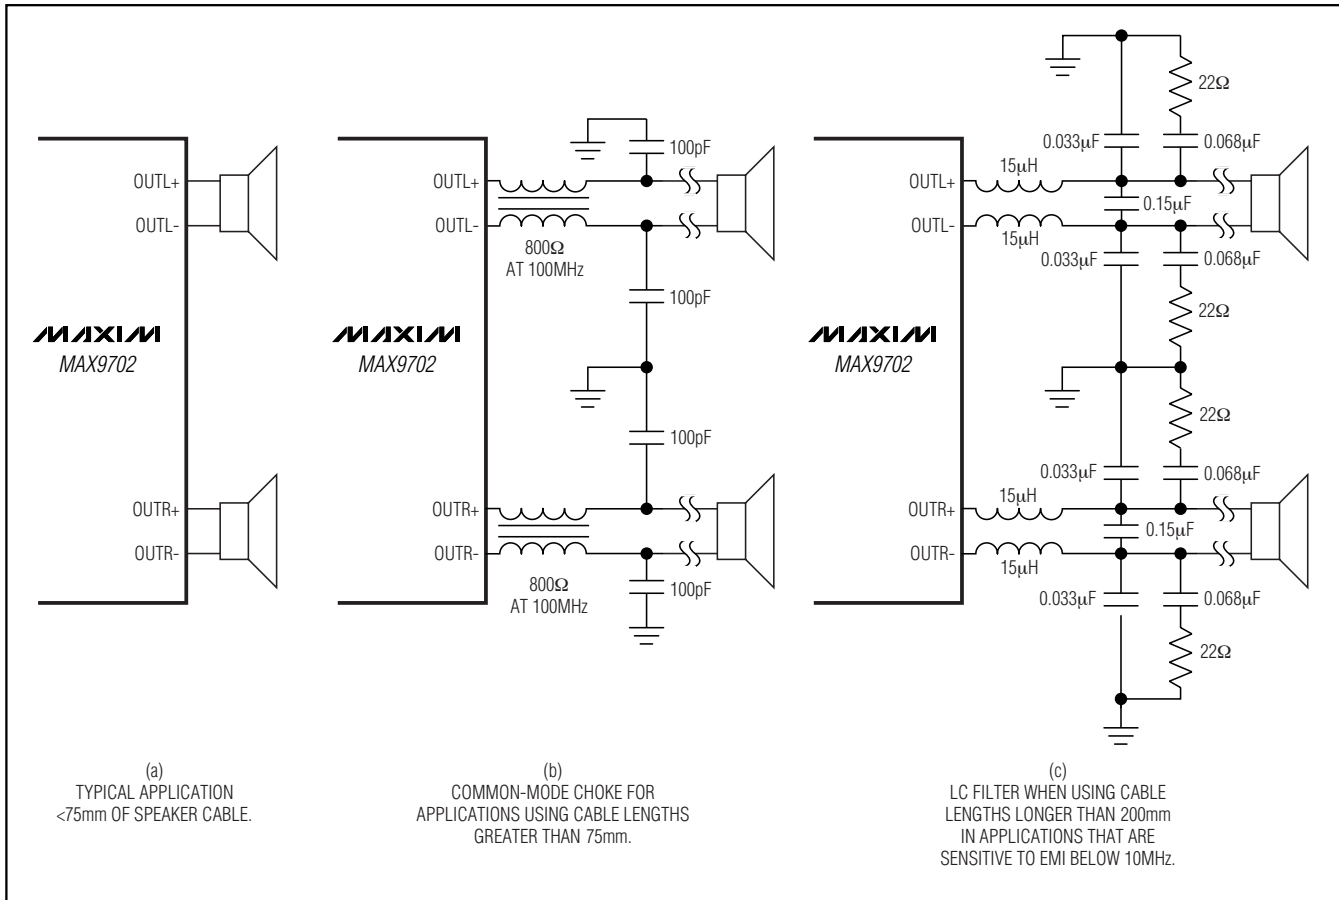 OUTL+
OUTL-
MAXIM
MAX9702
OUTR+
OUTR-
(a)
TYPICAL APPLICATION
<75mm OF SPEAKER CABLE.
100pF
OUTL+
OUTL-
800Ω
AT 100MHz
100pF
MAXIM
MAX9702
100pF
OUTR+
OUTR-
800Ω
AT 100MHz
100pF
(b)
COMMON-MODE CHOKE FOR
APPLICATIONS USING CABLE LENGTHS
GREATER THAN 75mm.
22Ω
0.033µF
0.068µF
15µH
OUTL+
0.15µF
OUTL-
15µH
0.033µF
0.068µF
22Ω
MAXIM
MAX9702
22Ω
0.033µF
0.068µF
15µH
OUTR+
0.15µF
OUTR-
15µH
0.033µF
0.068µF
22Ω
(c)
LC FILTER WHEN USING CABLE
LENGTHS LONGER THAN 200mm
IN APPLICATIONS THAT ARE
SENSITIVE TO EMI BELOW 10MHz.